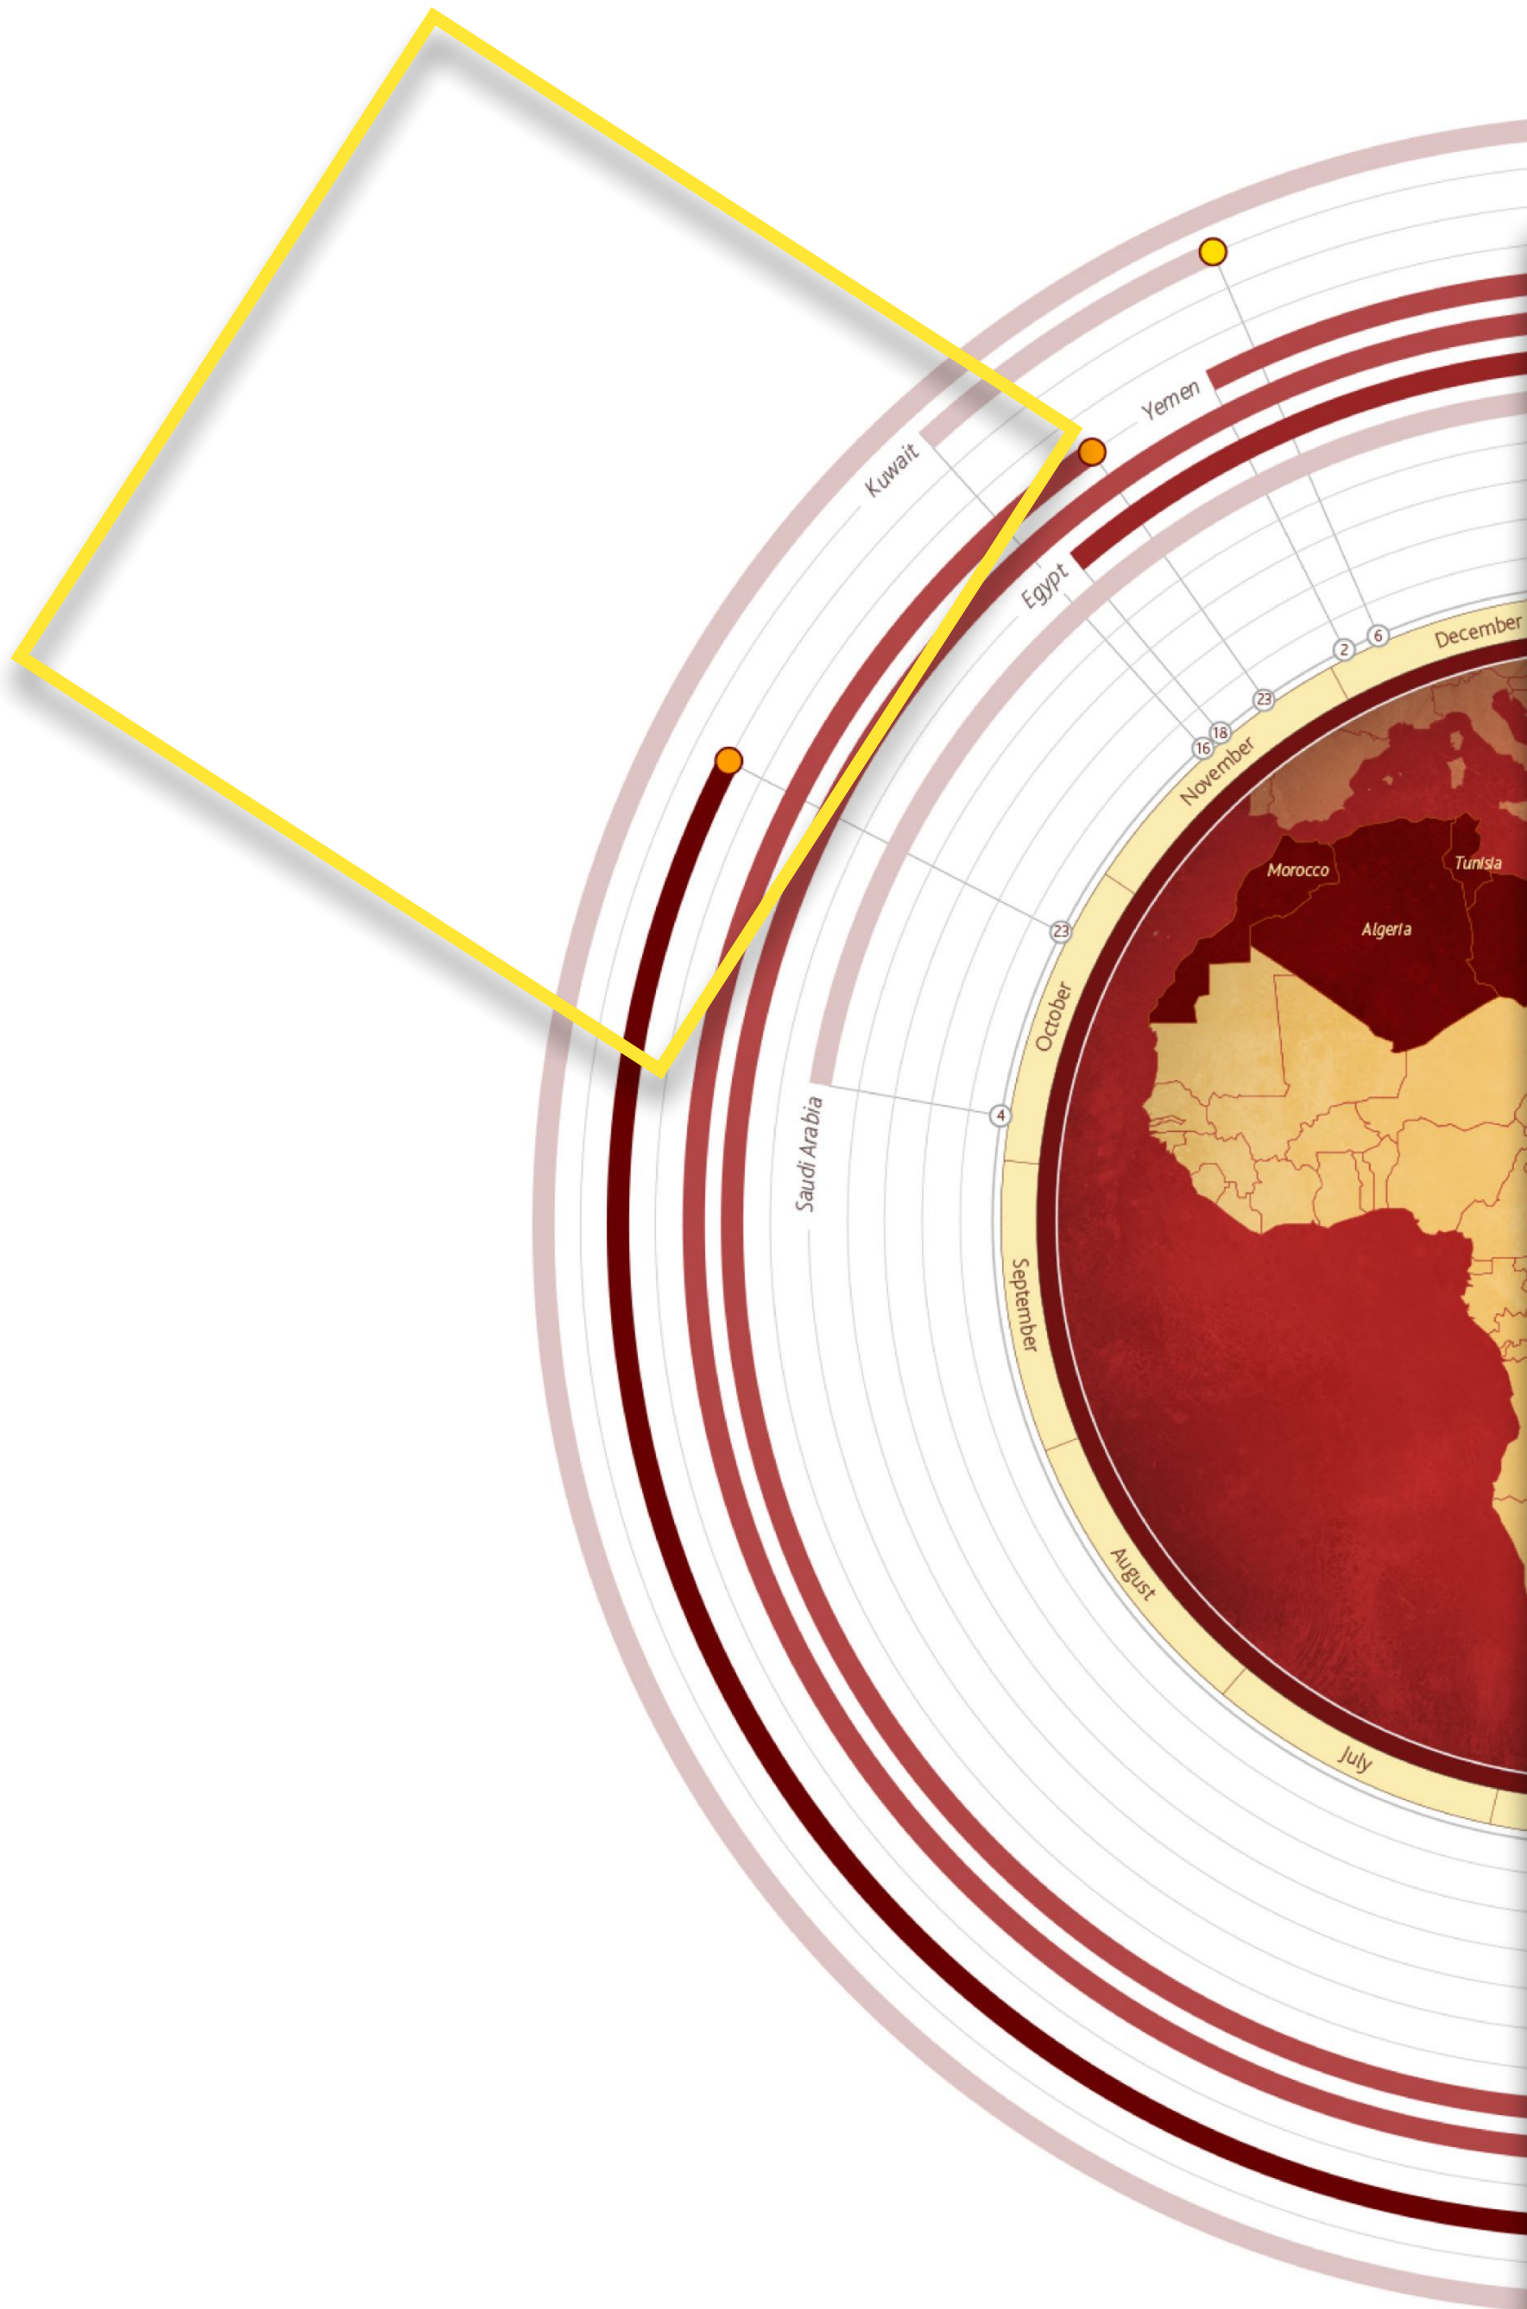 Yemen
Kuwait
Egypt
6
2
December
23
18
16
November
Morocco
Tunisia
Algeria
23
October
4
Saudi Arabia
September
August
July